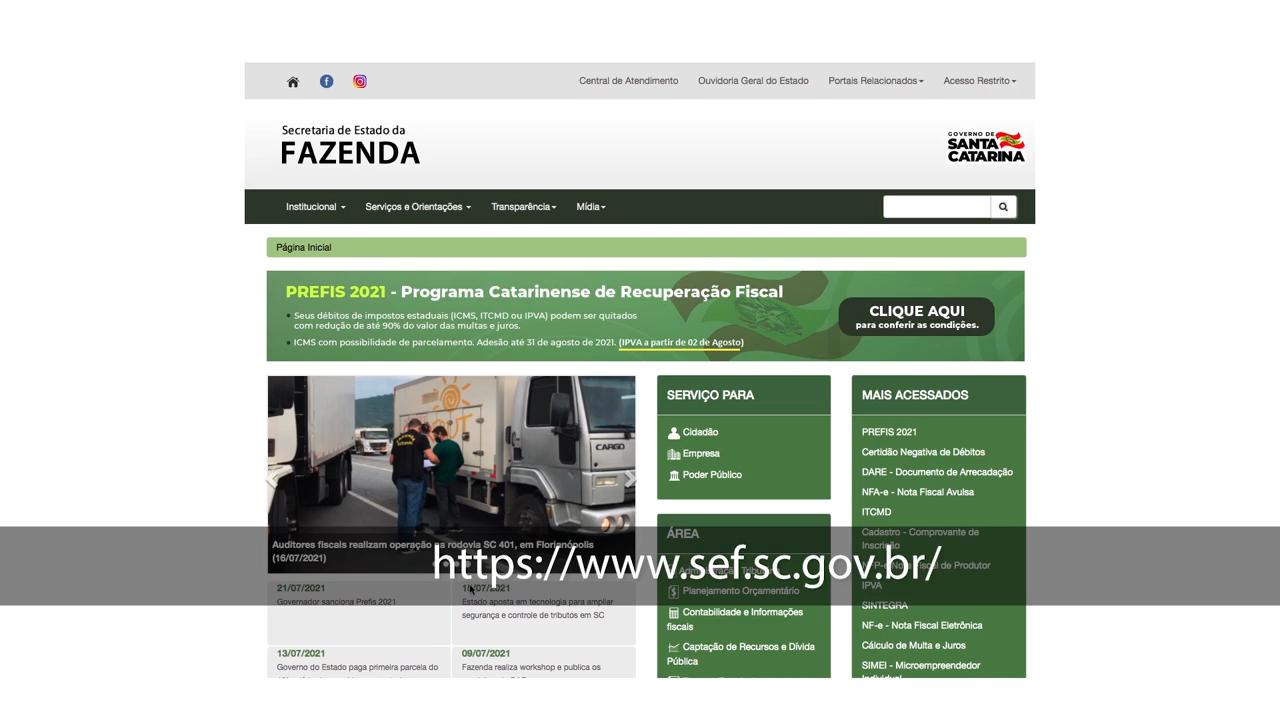 Central de Atendimento Ouvidoria Geral do Estado Portais Relacionados Acesso Restrito
Secretaria de Estado da
FAZENDA
GOVERNO DE
SANTA
CATARINA
Institucional Serviços e Orientações Transparência Mídia
Página Inicial
PREFIS 2021 - Programa Catarinense de Recuperação Fiscal
• Seus débitos de impostos estaduais (ICMS, ITCMD ou IPVA) podem ser quitados
com redução de até 90% do valor das multas e juros.
• ICMS com possibilidade de parcelamento. Adesão até 31 de agosto de 2021. (IPVA a partir de 02 de Agosto)
CLIQUE AQUI
para conferir as condições.
CARGO
Auditores fiscais realizam operação na rodovia SC 401, em Florianópolis
(16/07/2021)
21/07/2021
Governador sanciona Prefis 2021
Estado aposta em tecnologia para ampliar
segurança e controle de tributos em SC
13/07/2021
Governo do Estado paga primeira parcela do
09/07/2021
Fazenda realiza workshop e publica os
SERVIÇO PARA
Cidadão
Empresa
Poder Público
ÁREA
Planejamento Orçamentário
Contabilidade e Informações
fiscais
Captação de Recursos e Dívida
Pública
MAIS ACESSADOS
PREFIS 2021
Certidão Negativa de Débitos
DARE - Documento de Arrecadação
NFA-e - Nota Fiscal Avulsa
ITCMD
Cadastro - Comprovante de
Inscrição
IPVA
SINTEGRA
NF-e - Nota Fiscal Eletrônica
Cálculo de Multa e Juros
SIMEI - Microempreendedor
https://www.sef.sc.gov.br/